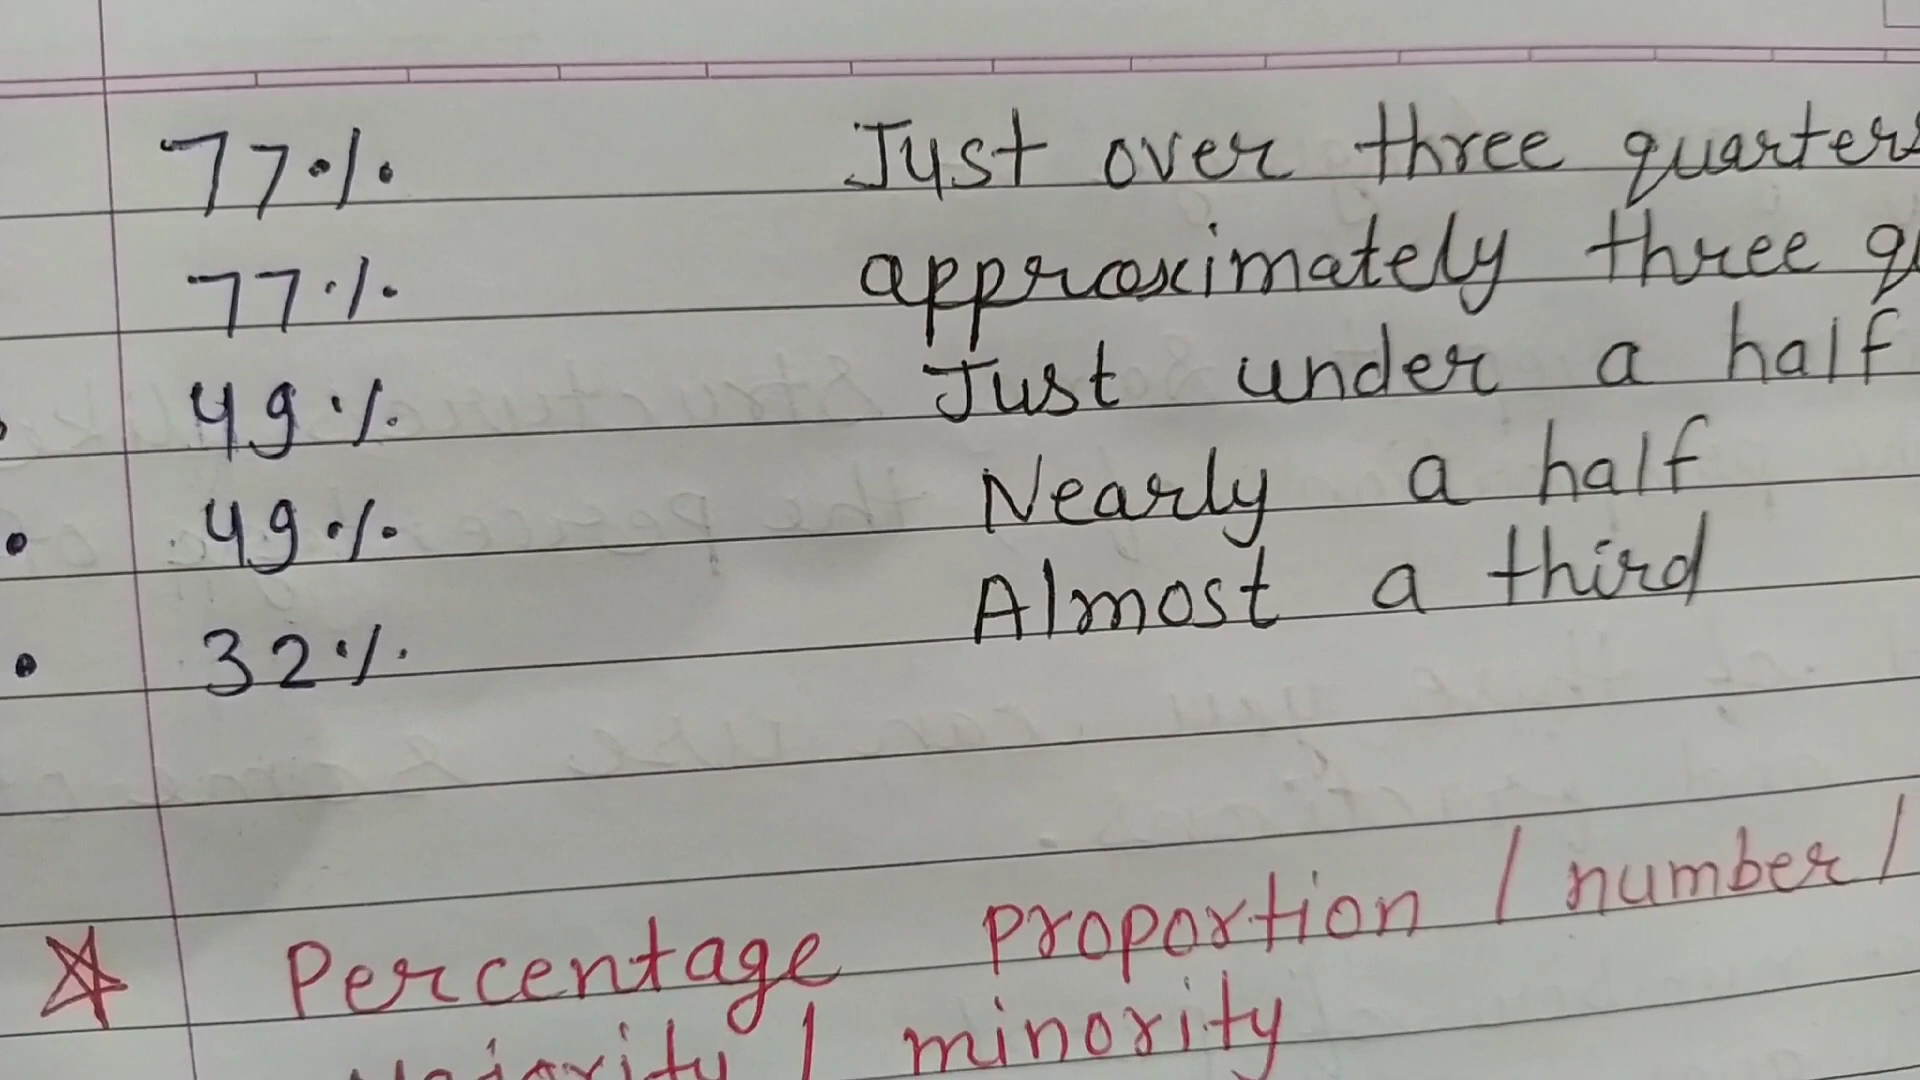 77% Just over three quarters
77% approximately three
49% Just under a half
• 49% Nearly a half
• 32% Almost a third
☆ Percentage proportion / number /
Majority / minority